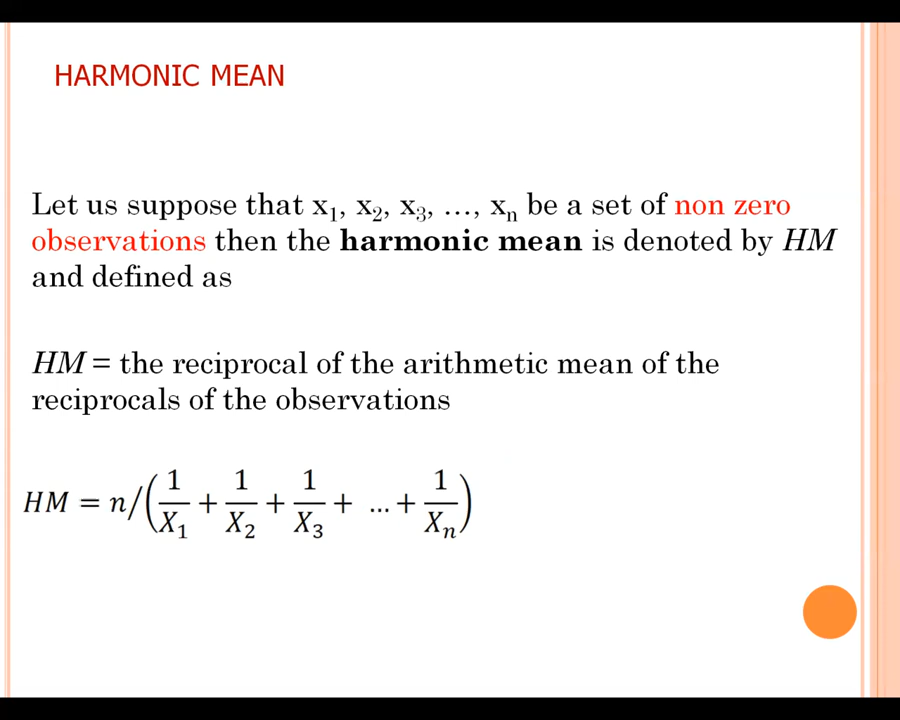 HARMONIC MEAN
Let us suppose that x₁, x₂, x₃, ..., xₙ be a set of non zero
observations then the harmonic mean is denoted by HM
and defined as
HM = the reciprocal of the arithmetic mean of the
reciprocals of the observations
HM = n/(1/X₁ + 1/X₂ + 1/X₃ + ... + 1/Xₙ)